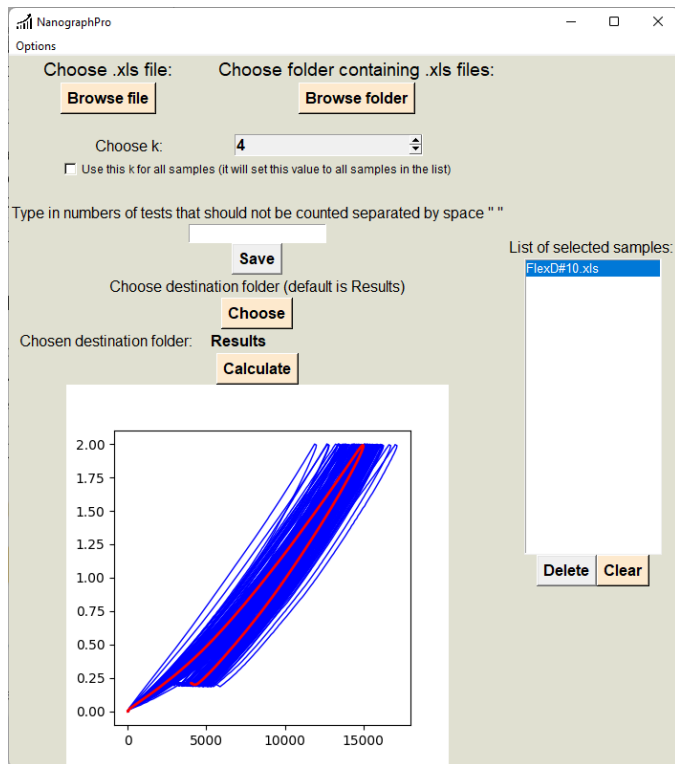 NanographPro
Options
Choose .xls file:
Choose folder containing .xls files:
Browse file
Browse folder
Choose k:
4
Use this k for all samples (it will set this value to all samples in the list)
Type in numbers of tests that should not be counted separated by space " "
Save
List of selected samples:
FlexD#10.xls
Choose destination folder (default is Results)
Choose
Chosen destination folder: Results
Calculate
2.00
1.75
1.50
1.25
1.00
0.75
0.50
0.25
0.00
0 5000 10000 15000
Delete
Clear